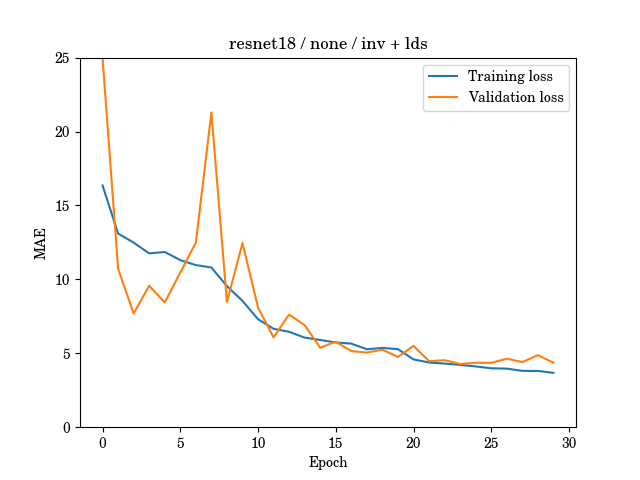 resnet18 / none / inv + lds
Training loss
Validation loss
25
20
15
10
5
0
MAE
0 5 10 15 20 25 30
Epoch